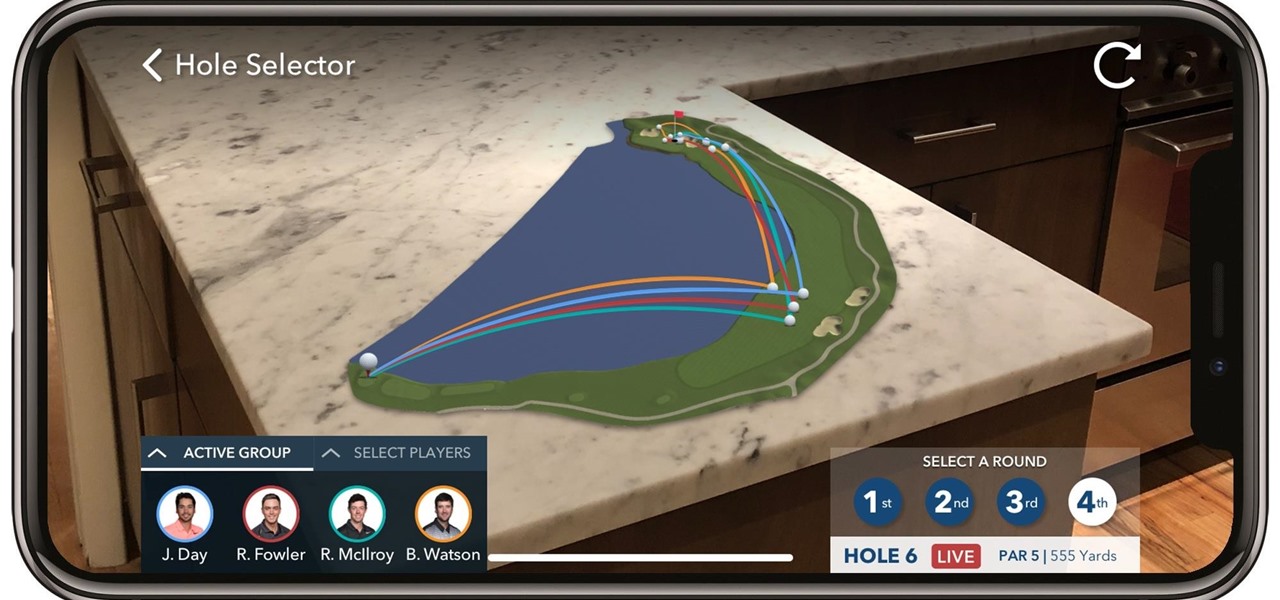 Hole Selector
ACTIVE GROUP
SELECT PLAYERS
J. Day
R. Fowler
R. McIlroy
B. Watson
SELECT A ROUND
1st
2nd
3rd
4th
HOLE 6
LIVE
PAR 5 | 555 Yards